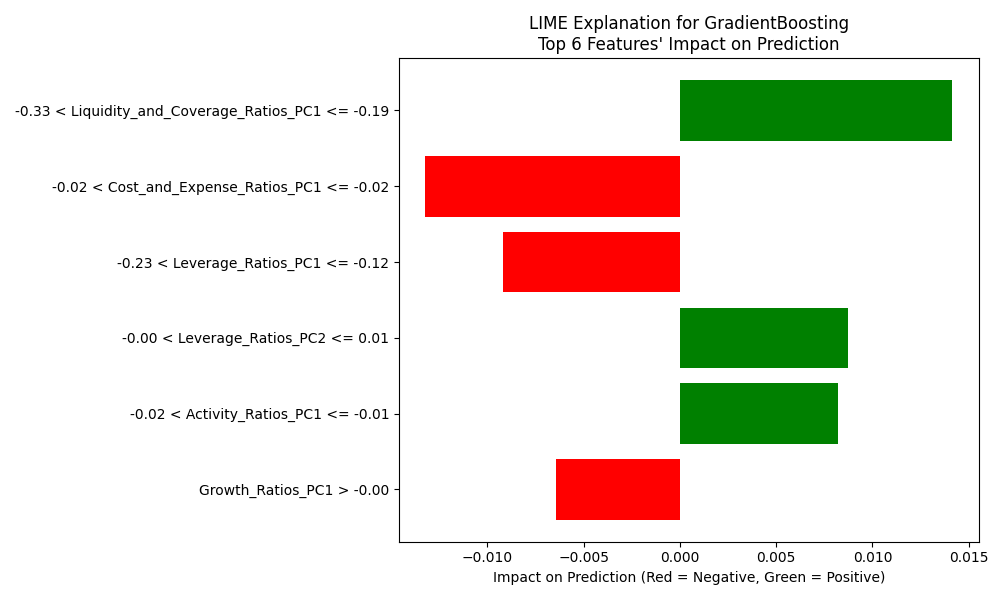 LIME Explanation for GradientBoosting
Top 6 Features' Impact on Prediction
-0.33 < Liquidity_and_Coverage_Ratios_PC1 <= -0.19
-0.02 < Cost_and_Expense_Ratios_PC1 <= -0.02
-0.23 < Leverage_Ratios_PC1 <= -0.12
-0.00 < Leverage_Ratios_PC2 <= 0.01
-0.02 < Activity_Ratios_PC1 <= -0.01
Growth_Ratios_PC1 > -0.00
−0.010 −0.005 0.000 0.005 0.010 0.015
Impact on Prediction (Red = Negative, Green = Positive)